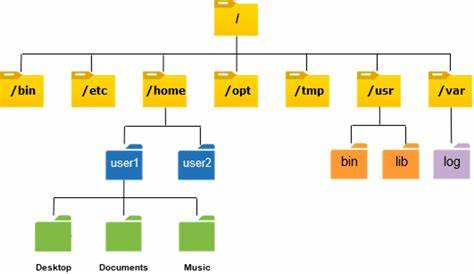 /
/bin
/etc
/home
/opt
/tmp
/usr
/var
user1
user2
bin
lib
log
Desktop
Documents
Music